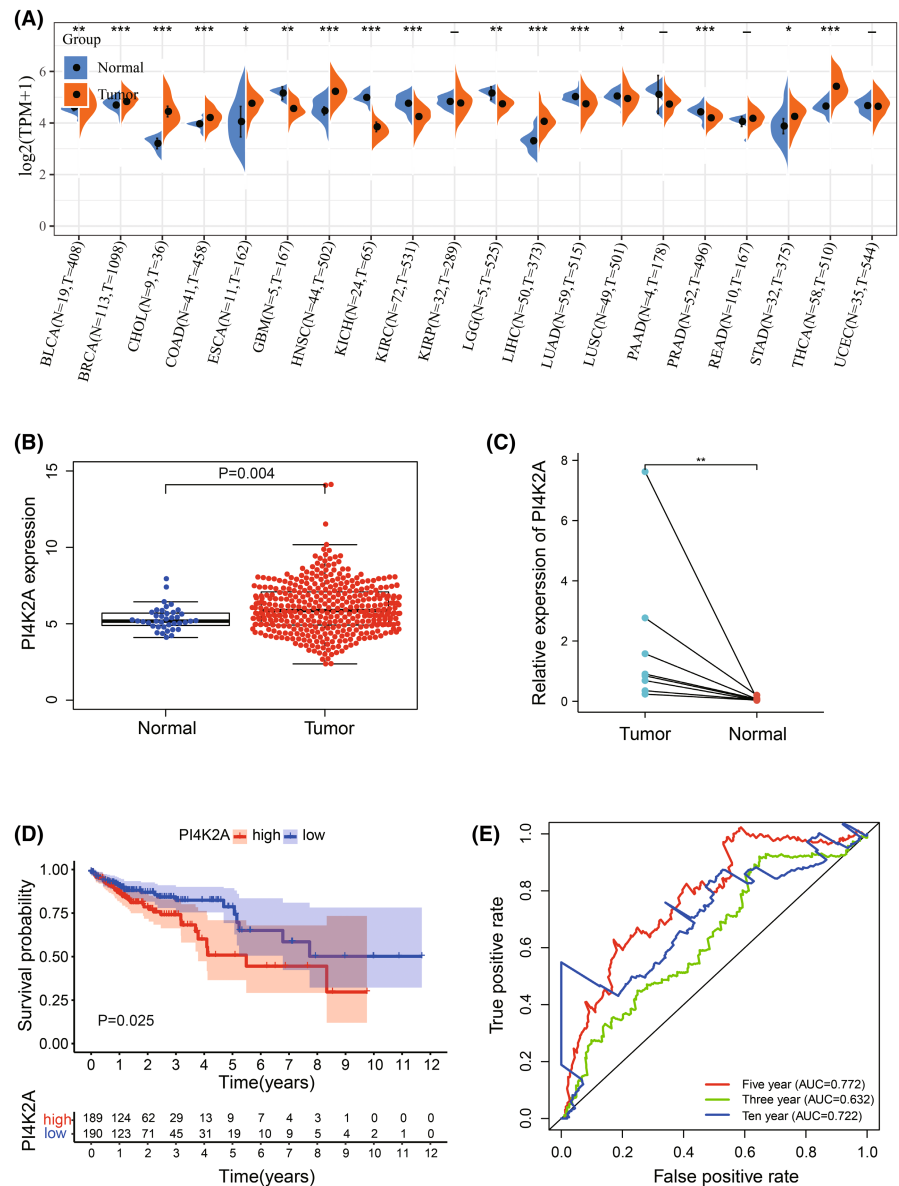 (A)
** *** *** *** * ** *** *** *** – ** *** *** * – *** – * *** –
Group
Normal
Tumor
log2(TPM+1)
6
4
2
0
BLCA(N=19,T=408)
BRCA(N=113,T=1098)
CHOL(N=9,T=36)
COAD(N=41,T=458)
ESCA(N=11,T=162)
GBM(N=5,T=167)
HNSC(N=44,T=502)
KICH(N=24,T=65)
KIRC(N=72,T=531)
KIRP(N=32,T=289)
LGG(N=5,T=525)
LIHC(N=50,T=373)
LUAD(N=59,T=515)
LUSC(N=49,T=501)
PAAD(N=4,T=178)
PRAD(N=52,T=496)
READ(N=10,T=167)
STAD(N=32,T=375)
THCA(N=58,T=510)
UCEC(N=35,T=544)
(B)
P=0.004
PI4K2A expression
15
10
5
0
Normal Tumor
(C)
**
Relative experssion of PI4K2A
8
6
4
2
0
Tumor Normal
(D)
PI4K2A high low
Survival probability
1.00
0.75
0.50
0.25
0.00
P=0.025
0 1 2 3 4 5 6 7 8 9 10 11 12
Time(years)
PI4K2A
high 189 124 62 29 13 9 7 4 3 1 0 0 0
low 190 123 71 45 31 19 10 9 5 4 2 1 0
0 1 2 3 4 5 6 7 8 9 10 11 12
Time(years)
(E)
True positive rate
1.0
0.8
0.6
0.4
0.2
0.0
Five year (AUC=0.772)
Three year (AUC=0.632)
Ten year (AUC=0.722)
0.0 0.2 0.4 0.6 0.8 1.0
False positive rate